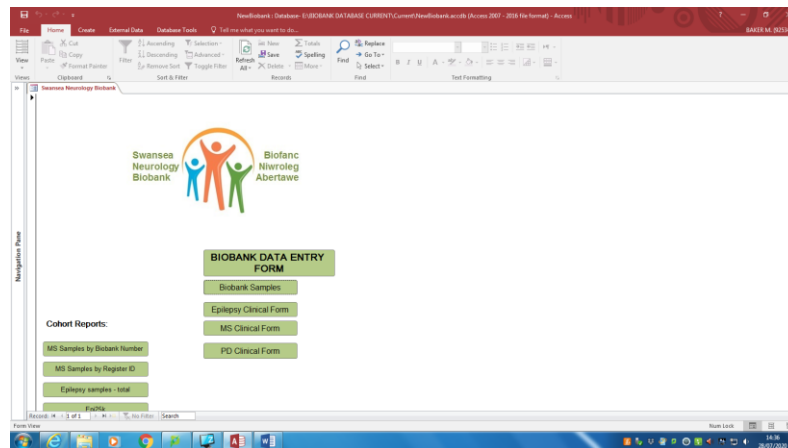 NewBiobank : Database- E:\BIOBANK DATABASE CURRENT\Current\NewBiobank.accdb (Access 2007 - 2016 file format) - Access
File Home Create External Data Database Tools Tell me what you want to do...
BAKER M.
View
Paste
Cut
Copy
Format Painter
Filter
Ascending
Descending
Remove Sort
Selection
Advanced
Toggle Filter
Refresh All
New
Save
Delete
Totals
Spelling
More
Find
Replace
Go To
Select
B I U A
Views Clipboard Sort & Filter Records Find Text Formatting
Swansea Neurology Biobank
Swansea
Neurology
Biobank
Biofanc
Niwroleg
Abertawe
Navigation Pane
BIOBANK DATA ENTRY
FORM
Biobank Samples
Epilepsy Clinical Form
MS Clinical Form
PD Clinical Form
Cohort Reports:
MS Samples by Biobank Number
MS Samples by Register ID
Epilepsy samples - total
Record: 1 of 1 No Filter Search
Form View
Num Lock
14:36
28/07/2020